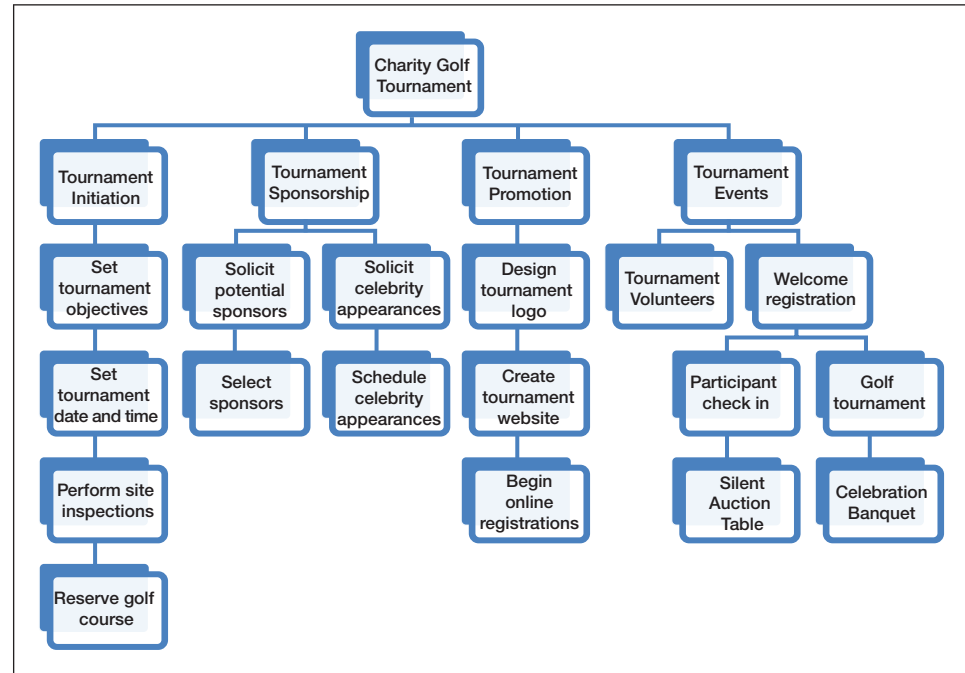 Charity Golf
Tournament
Tournament
Initiation
Tournament
Sponsorship
Tournament
Promotion
Tournament
Events
Set
tournament
objectives
Solicit
potential
sponsors
Solicit
celebrity
appearances
Design
tournament
logo
Tournament
Volunteers
Welcome
registration
Set
tournament
date and time
Select
sponsors
Schedule
celebrity
appearances
Create
tournament
website
Participant
check in
Golf
tournament
Perform site
inspections
Begin
online
registrations
Silent
Auction
Table
Celebration
Banquet
Reserve golf
course